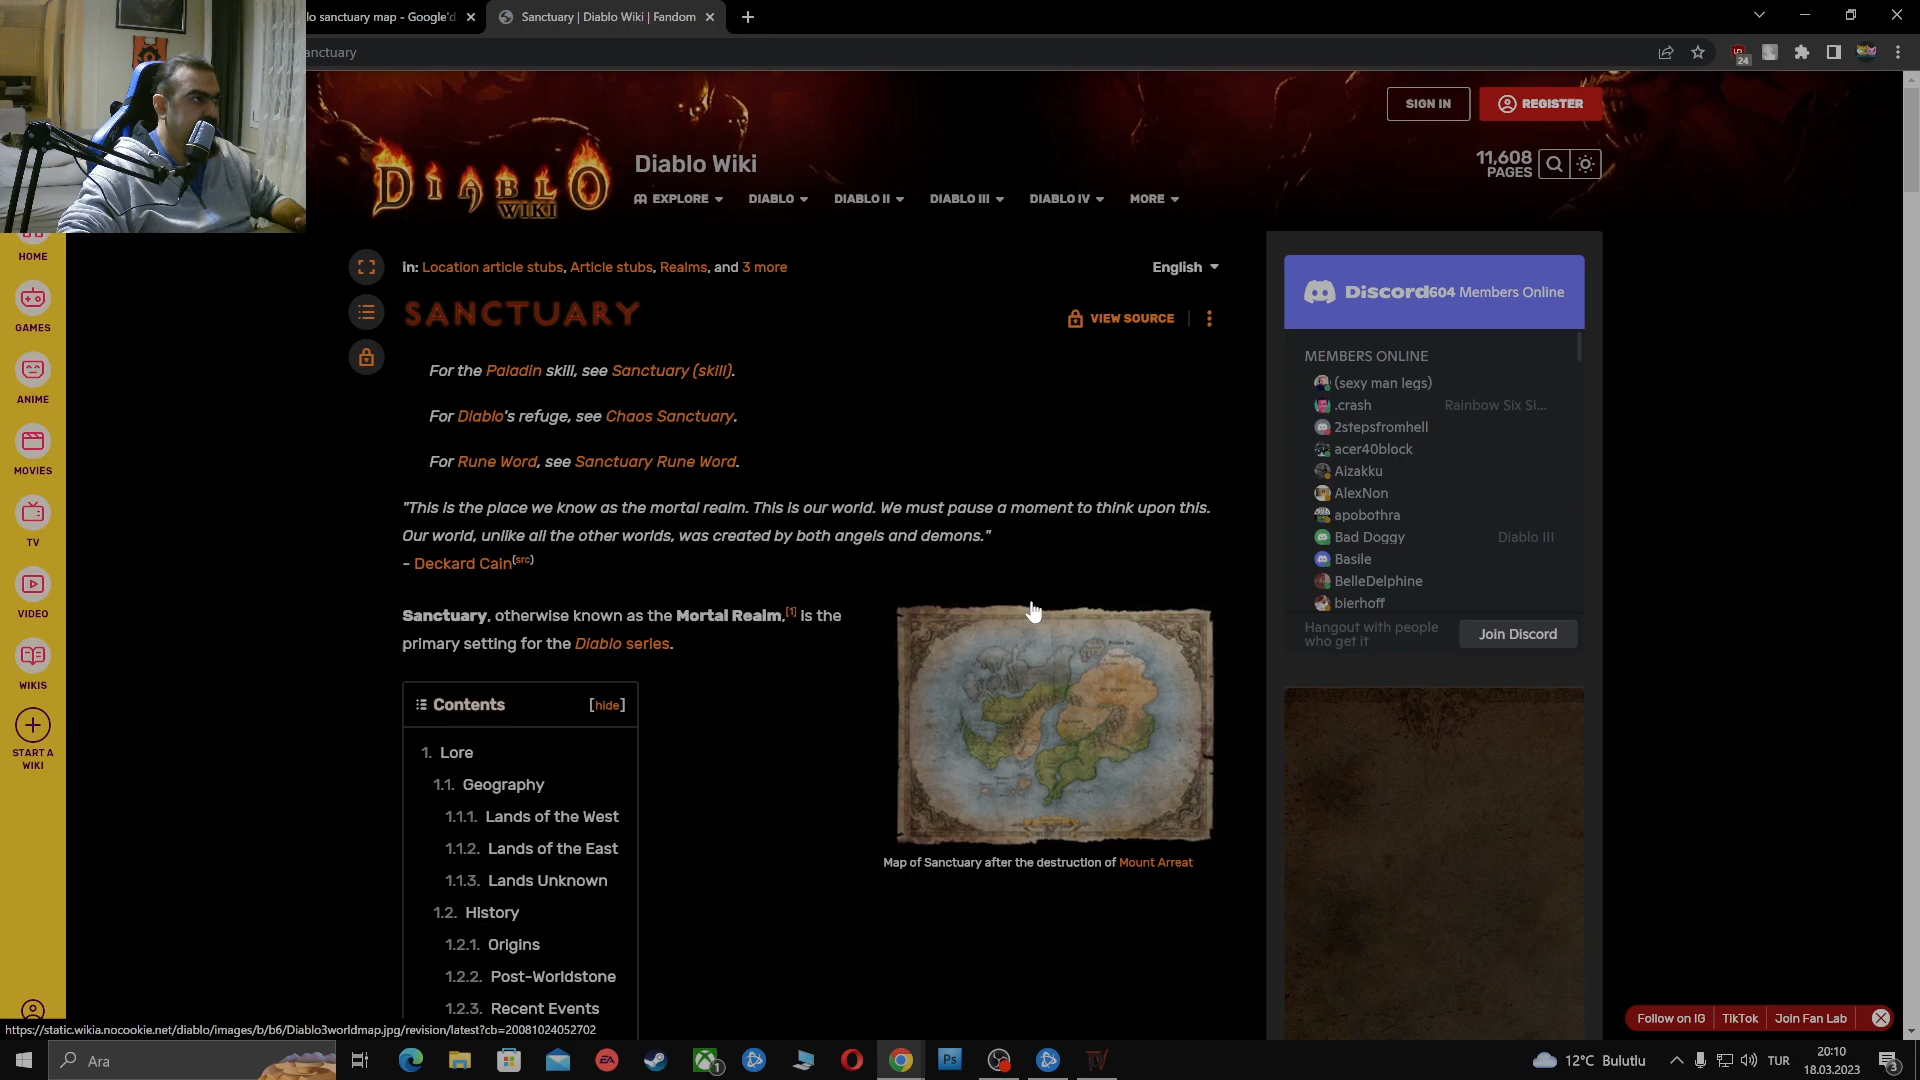 lo sanctuary map - Google'd
Sanctuary | Diablo Wiki | Fandom
anctuary
24
SIGN IN
REGISTER
DIABLO
WIKI
Diablo Wiki
11,608
PAGES
EXPLORE
DIABLO
DIABLO II
DIABLO III
DIABLO IV
MORE
HOME
GAMES
ANIME
MOVIES
TV
VIDEO
WIKIS
START A
WIKI
in: Location article stubs, Article stubs, Realms, and 3 more
English
SANCTUARY
VIEW SOURCE
For the Paladin skill, see Sanctuary (skill).
For Diablo's refuge, see Chaos Sanctuary.
For Rune Word, see Sanctuary Rune Word.
"This is the place we know as the mortal realm. This is our world. We must pause a moment to think upon this.
Our world, unlike all the other worlds, was created by both angels and demons."
– Deckard Cain(src)
Sanctuary, otherwise known as the Mortal Realm,[1] is the
primary setting for the Diablo series.
Contents [hide]
1. Lore
1.1. Geography
1.1.1. Lands of the West
1.1.2. Lands of the East
1.1.3. Lands Unknown
1.2. History
1.2.1. Origins
1.2.2. Post-Worldstone
1.2.3. Recent Events
Map of Sanctuary after the destruction of Mount Arreat
Discord 604 Members Online
MEMBERS ONLINE
(sexy man legs)
.crash Rainbow Six Si...
2stepsfromhell
acer40block
Aizakku
AlexNon
apobothra
Bad Doggy Diablo III
Basile
BelleDelphine
bierhoff
Hangout with people
who get it
Join Discord
Follow on IG
TikTok
Join Fan Lab
https://static.wikia.nocookie.net/diablo/images/b/b6/Diablo3worldmap.jpg/revision/latest?cb=20081024052702
Ara
EA
1
Ps
12°C Bulutlu
TUR
20:10
18.03.2023
3